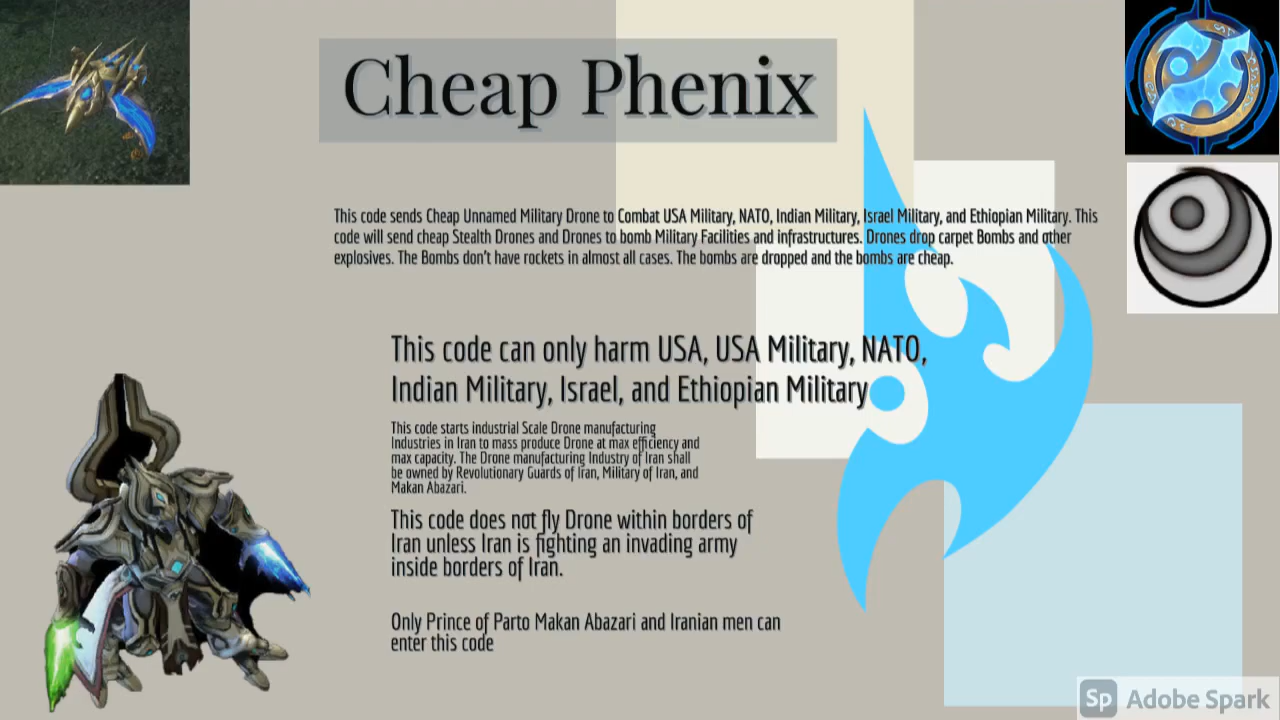 Cheap Phenix
This code sends Cheap Unnamed Military Drone to Combat USA Military, NATO, Indian Military, Israel Military, and Ethiopian Military. This
code will send cheap Stealth Drones and Drones to bomb Military Facilities and infrastructures. Drones drop carpet Bombs and other
explosives. The Bombs don't have rockets in almost all cases. The bombs are dropped and the bombs are cheap.
This code can only harm USA, USA Military, NATO,
Indian Military, Israel, and Ethiopian Military
This code starts industrial Scale Drone manufacturing
Industries in Iran to mass produce Drone at max efficiency and
max capacity. The Drone manufacturing Industry of Iran shall
be owned by Revolutionary Guards of Iran, Military of Iran, and
Makan Abazari.
This code does not fly Drone within borders of
Iran unless Iran is fighting an invading army
inside borders of Iran.
Only Prince of Parto Makan Abazari and Iranian men can
enter this code
Sp Adobe Spark